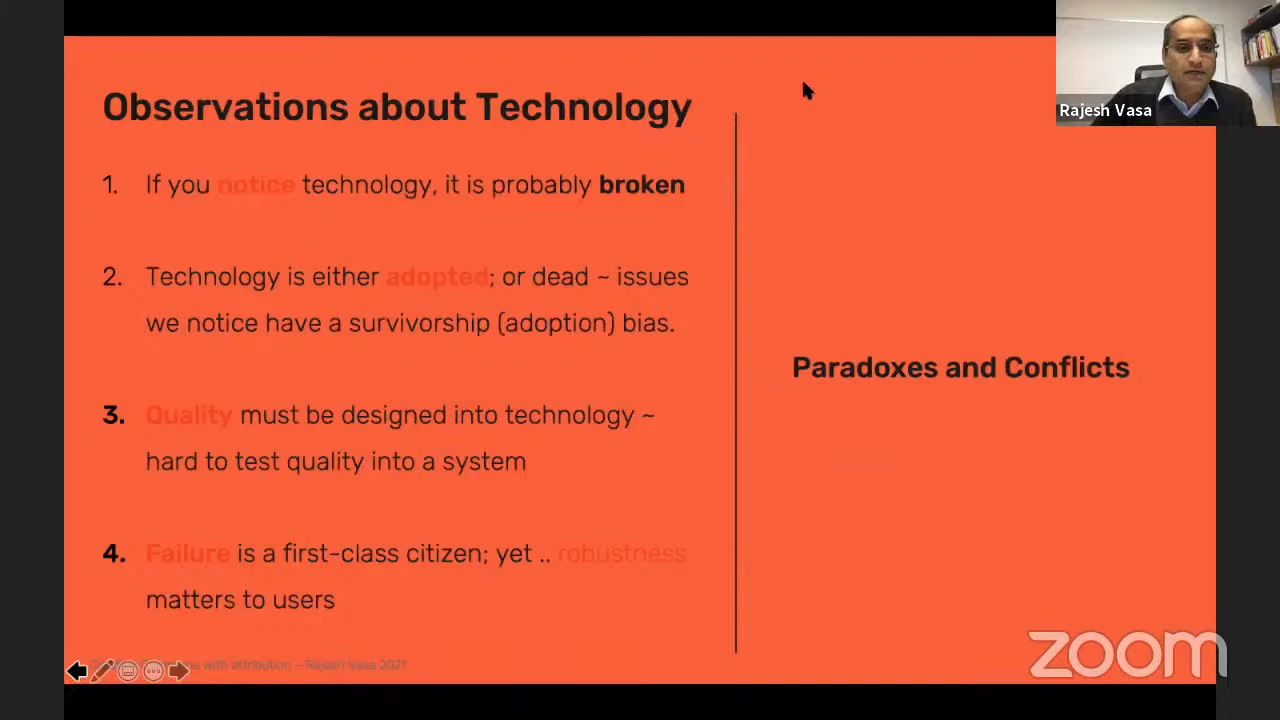 Observations about Technology
1. If you notice technology, it is probably broken
2. Technology is either adopted; or dead ~ issues
we notice have a survivorship (adoption) bias.
3. Quality must be designed into technology ~
hard to test quality into a system
4. Failure is a first-class citizen; yet .. robustness
matters to users
Paradoxes and Conflicts
with attribution – Rajesh Vasa 2021
Rajesh Vasa
zoom